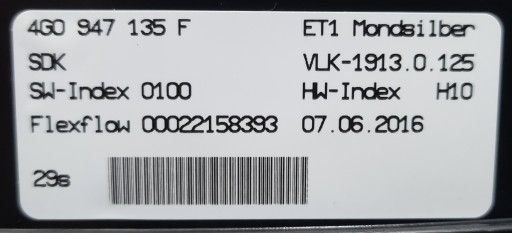 4G0 947 135 F ET1 Mondsilber
SDK VLK-1913.0.125
SW-Index 0100 HW-Index H10
Flexflow 00022158393 07.06.2016
29s